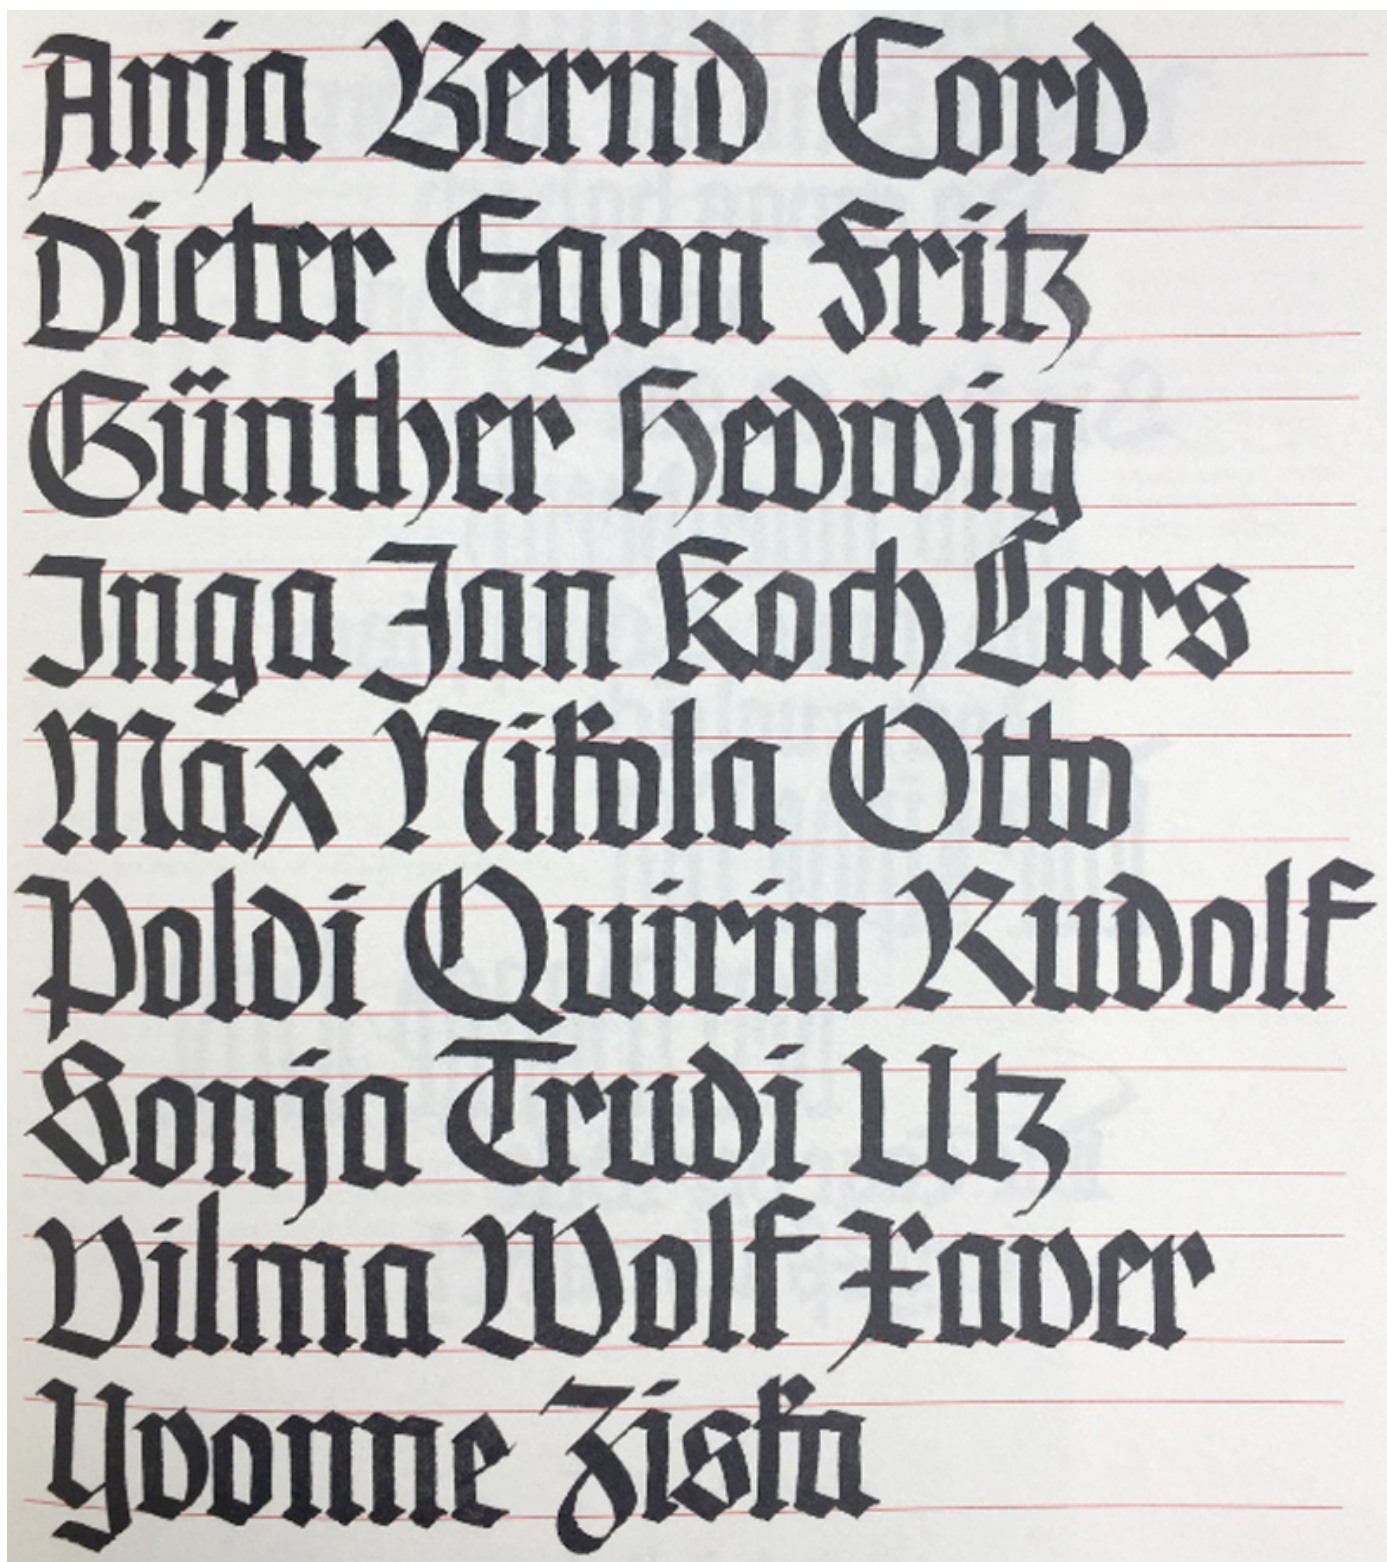 Anja Bernd Cord
Dieter Egon Fritz
Günther Hedwig
Inga Jan Koch Lars
Max Nikola Otto
Poldi Quirin Rudolf
Sonja Trudi Utz
Vilma Wolf Xaver
Yvonne Ziska